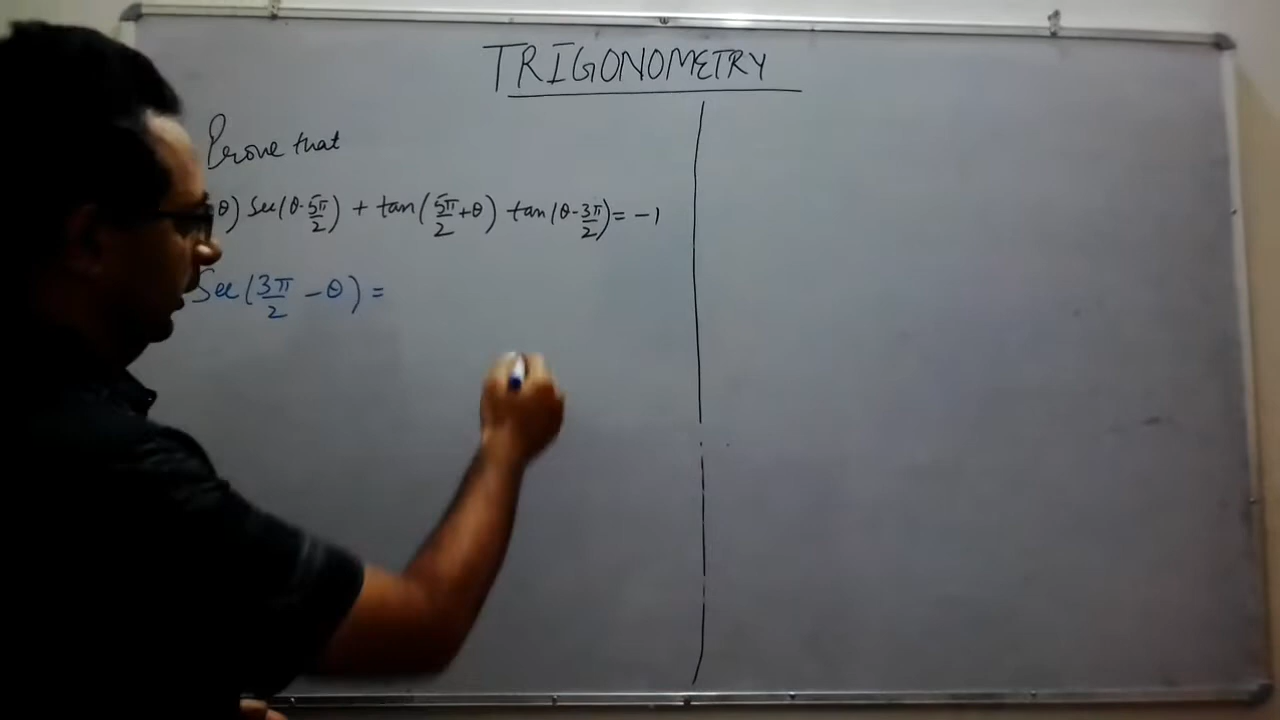 TRIGONOMETRY
Prove that
θ) sec(θ-5π/2) + tan(5π/2+θ) tan(θ-3π/2) = -1
Sec(3π/2 - θ) =